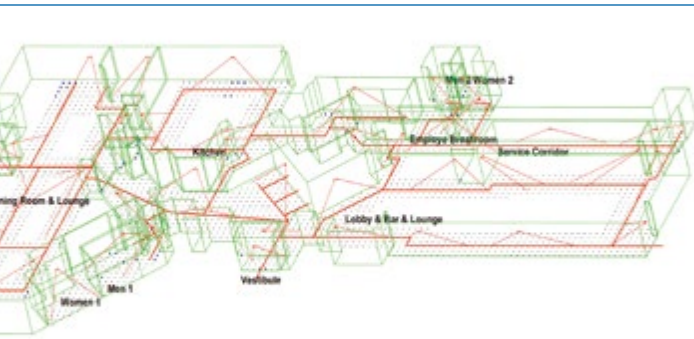 Men 2 Women 2
Employe Breakroom
Kitchen
Service Corridor
ning Room & Lounge
Lobby & Bar & Lounge
Vestibule
Men 1
Women 1